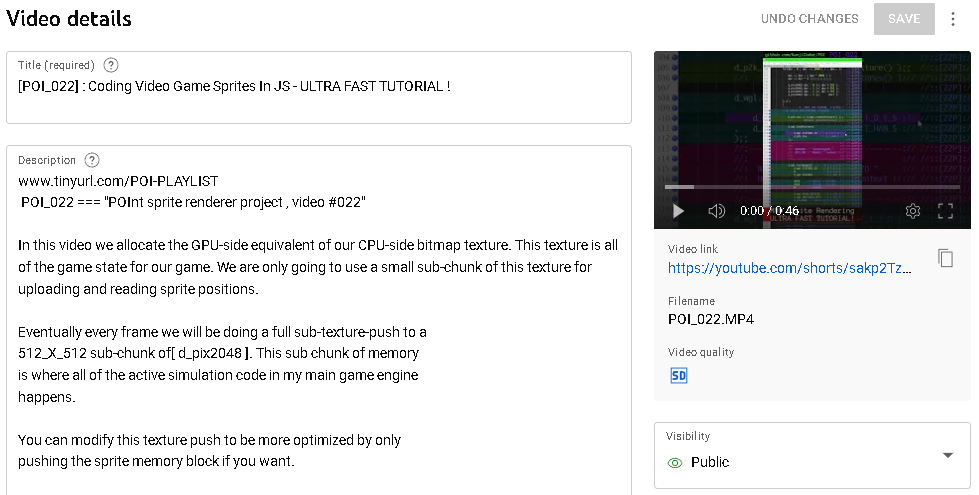 Video details
UNDO CHANGES
SAVE
Title (required)
[POI_022] : Coding Video Game Sprites In JS - ULTRA FAST TUTORIAL !
Description
www.tinyurl.com/POI-PLAYLIST
POI_022 === "POInt sprite renderer project , video #022"
In this video we allocate the GPU-side equivalent of our CPU-side bitmap texture. This texture is all
of the game state for our game. We are only going to use a small sub-chunk of this texture for
uploading and reading sprite positions.
Eventually every frame we will be doing a full sub-texture-push to a
512_X_512 sub-chunk of[ d_pix2048 ]. This sub chunk of memory
is where all of the active simulation code in my main game engine
happens.
You can modify this texture push to be more optimized by only
pushing the sprite memory block if you want.
0:00 / 0:46
ULTRA FAST TUTORIAL!
Video link
https://youtube.com/shorts/sakp2Tz...
Filename
POI_022.MP4
Video quality
SD
Visibility
Public